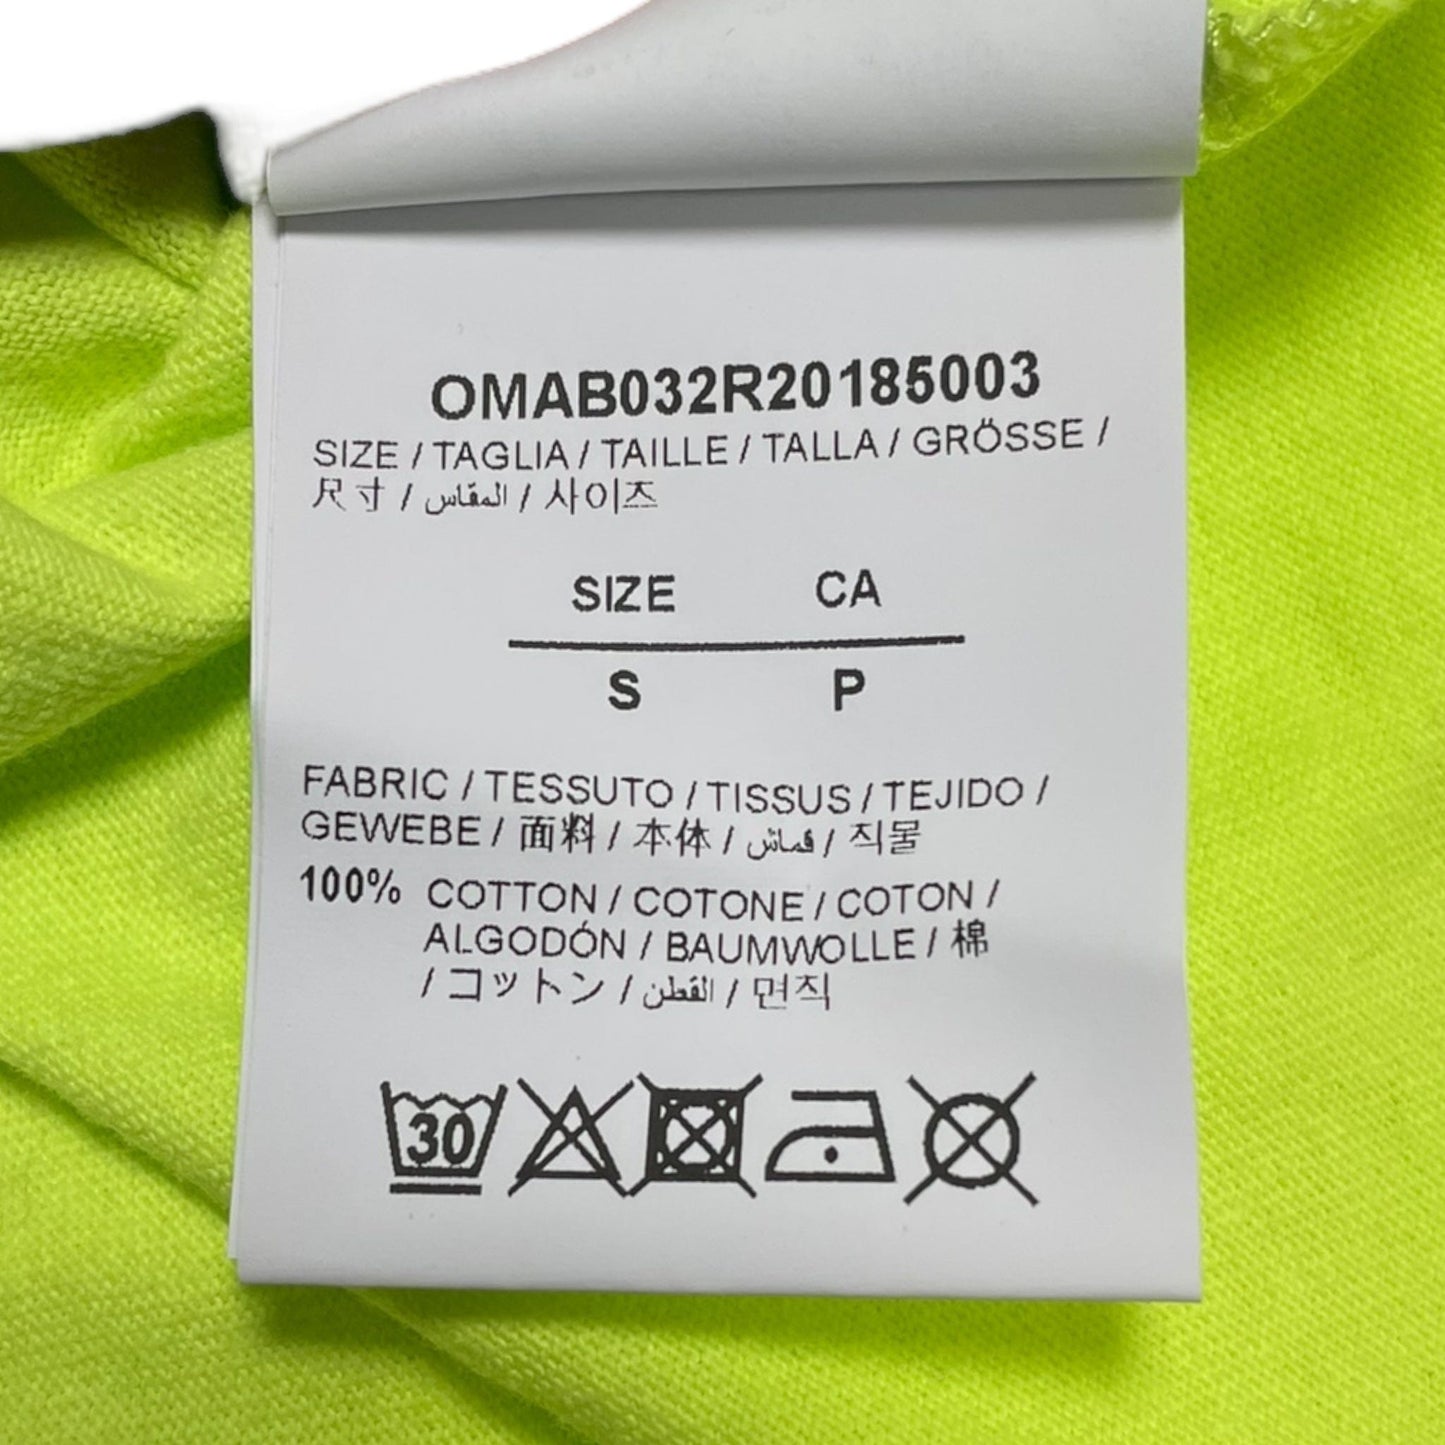 OMAB032R20185003
SIZE / TAGLIA / TAILLE / TALLA / GRÖSSE /
尺寸 / المقاس / 사이즈
SIZE CA
S P
FABRIC / TESSUTO / TISSUS / TEJIDO /
GEWEBE / 面料 / 本体 / قماش / 직물
100% COTTON / COTONE / COTON /
ALGODÓN / BAUMWOLLE / 棉
/ コットン / القطن / 면직
30